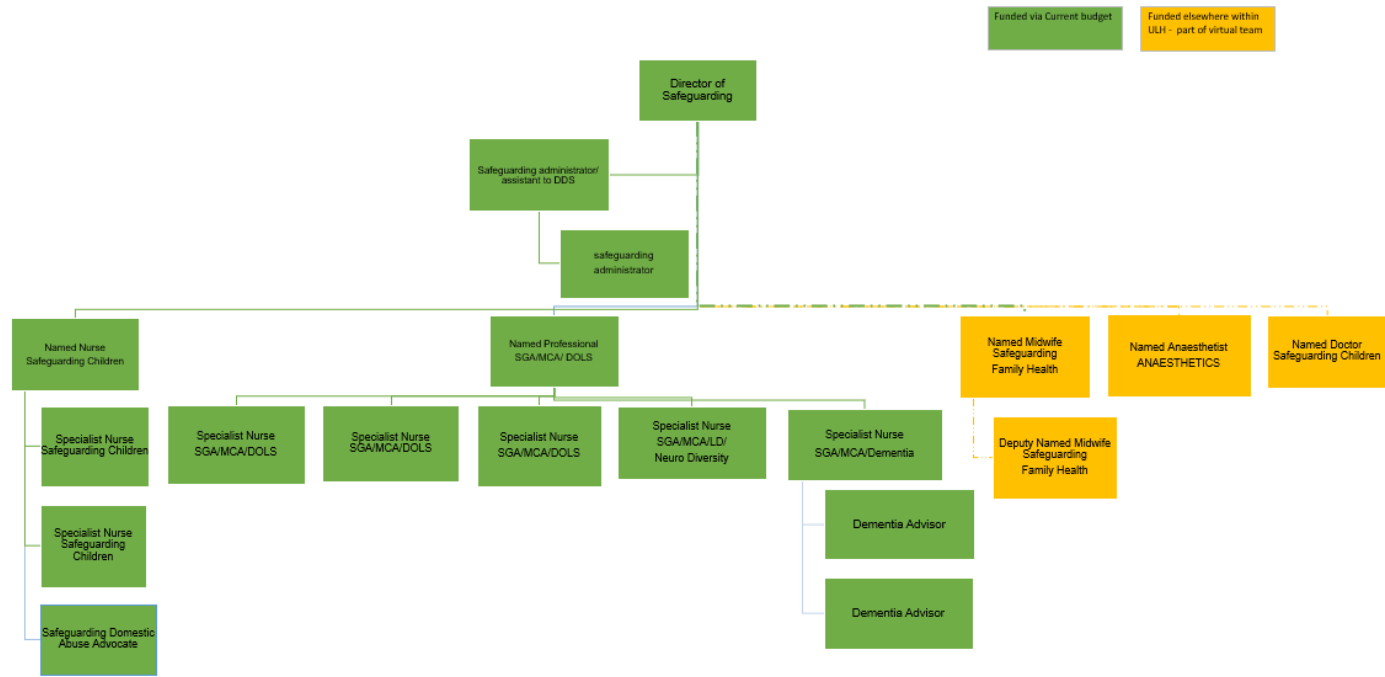 Funded via Current budget
Funded elsewhere within
ULH - part of virtual team
Director of
Safeguarding
Safeguarding administrator/
assistant to DDS
safeguarding
administrator
Named Nurse
Safeguarding Children
Named Professional
SGA/MCA/ DOLS
Named Midwife
Safeguarding
Family Health
Named Anaesthetist
ANAESTHETICS
Named Doctor
Safeguarding Children
Specialist Nurse
Safeguarding Children
Specialist Nurse
SGA/MCA/DOLS
Specialist Nurse
SGA/MCA/DOLS
Specialist Nurse
SGA/MCA/DOLS
Specialist Nurse
SGA/MCA/LD/
Neuro Diversity
Specialist Nurse
SGA/MCA/Dementia
Deputy Named Midwife
Safeguarding
Family Health
Specialist Nurse
Safeguarding
Children
Dementia Advisor
Dementia Advisor
Safeguarding Domestic
Abuse Advocate